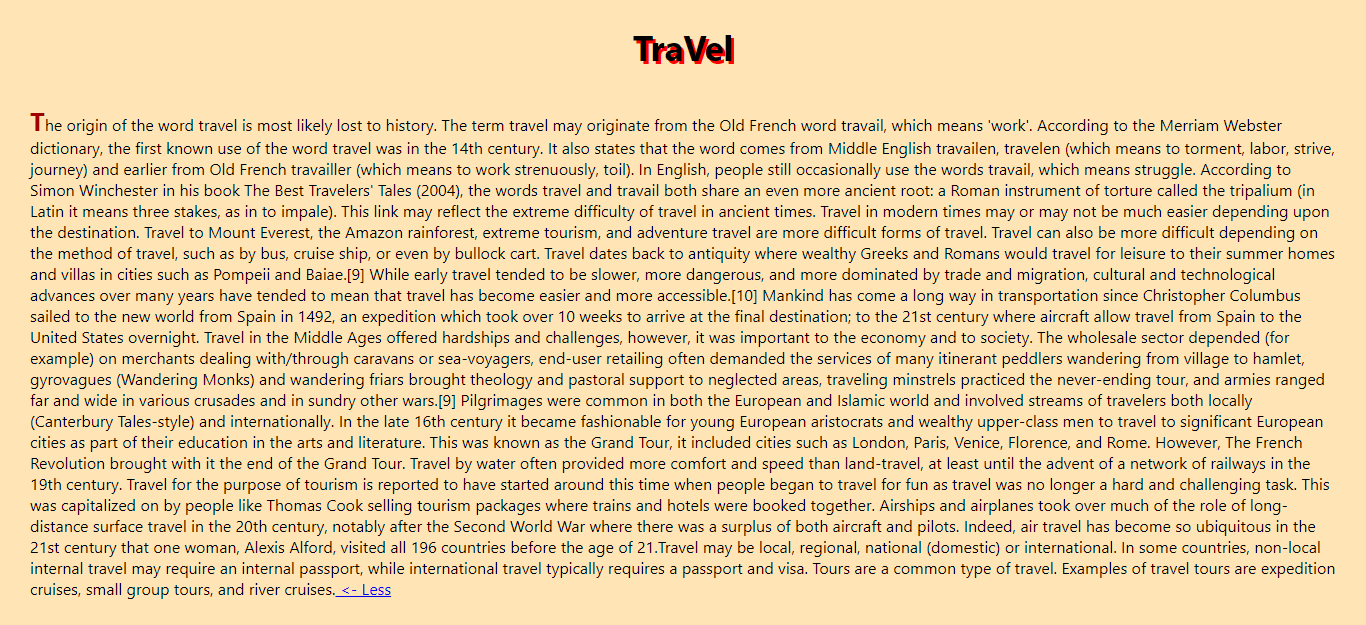 TraVel
The origin of the word travel is most likely lost to history. The term travel may originate from the Old French word travail, which means 'work'. According to the Merriam Webster
dictionary, the first known use of the word travel was in the 14th century. It also states that the word comes from Middle English travailen, travelen (which means to torment, labor, strive,
journey) and earlier from Old French travailler (which means to work strenuously, toil). In English, people still occasionally use the words travail, which means struggle. According to
Simon Winchester in his book The Best Travelers' Tales (2004), the words travel and travail both share an even more ancient root: a Roman instrument of torture called the tripalium (in
Latin it means three stakes, as in to impale). This link may reflect the extreme difficulty of travel in ancient times. Travel in modern times may or may not be much easier depending upon
the destination. Travel to Mount Everest, the Amazon rainforest, extreme tourism, and adventure travel are more difficult forms of travel. Travel can also be more difficult depending on
the method of travel, such as by bus, cruise ship, or even by bullock cart. Travel dates back to antiquity where wealthy Greeks and Romans would travel for leisure to their summer homes
and villas in cities such as Pompeii and Baiae.[9] While early travel tended to be slower, more dangerous, and more dominated by trade and migration, cultural and technological
advances over many years have tended to mean that travel has become easier and more accessible.[10] Mankind has come a long way in transportation since Christopher Columbus
sailed to the new world from Spain in 1492, an expedition which took over 10 weeks to arrive at the final destination; to the 21st century where aircraft allow travel from Spain to the
United States overnight. Travel in the Middle Ages offered hardships and challenges, however, it was important to the economy and to society. The wholesale sector depended (for
example) on merchants dealing with/through caravans or sea-voyagers, end-user retailing often demanded the services of many itinerant peddlers wandering from village to hamlet,
gyrovagues (Wandering Monks) and wandering friars brought theology and pastoral support to neglected areas, traveling minstrels practiced the never-ending tour, and armies ranged
far and wide in various crusades and in sundry other wars.[9] Pilgrimages were common in both the European and Islamic world and involved streams of travelers both locally
(Canterbury Tales-style) and internationally. In the late 16th century it became fashionable for young European aristocrats and wealthy upper-class men to travel to significant European
cities as part of their education in the arts and literature. This was known as the Grand Tour, it included cities such as London, Paris, Venice, Florence, and Rome. However, The French
Revolution brought with it the end of the Grand Tour. Travel by water often provided more comfort and speed than land-travel, at least until the advent of a network of railways in the
19th century. Travel for the purpose of tourism is reported to have started around this time when people began to travel for fun as travel was no longer a hard and challenging task. This
was capitalized on by people like Thomas Cook selling tourism packages where trains and hotels were booked together. Airships and airplanes took over much of the role of long-
distance surface travel in the 20th century, notably after the Second World War where there was a surplus of both aircraft and pilots. Indeed, air travel has become so ubiquitous in the
21st century that one woman, Alexis Alford, visited all 196 countries before the age of 21.Travel may be local, regional, national (domestic) or international. In some countries, non-local
internal travel may require an internal passport, while international travel typically requires a passport and visa. Tours are a common type of travel. Examples of travel tours are expedition
cruises, small group tours, and river cruises. <- Less